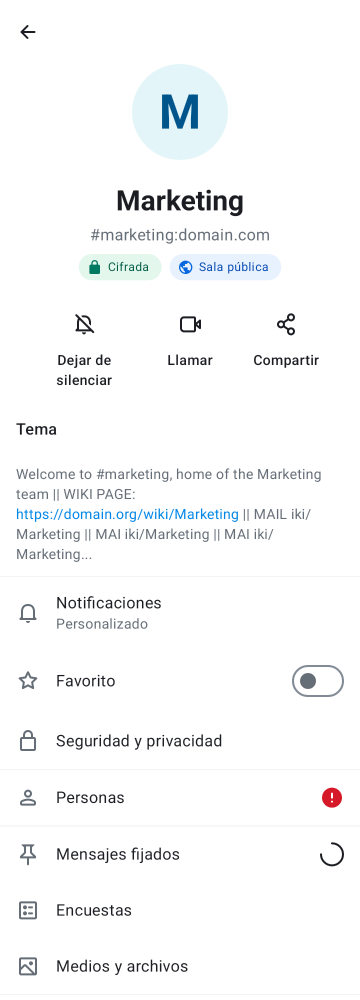 M
Marketing
#marketing:domain.com
Cifrada
Sala pública
Dejar de
silenciar
Llamar
Compartir
Tema
Welcome to #marketing, home of the Marketing
team || WIKI PAGE:
https://domain.org/wiki/Marketing || MAIL iki/
Marketing || MAI iki/Marketing || MAI iki/
Marketing...
Notificaciones
Personalizado
Favorito
Seguridad y privacidad
Personas
Mensajes fijados
Encuestas
Medios y archivos